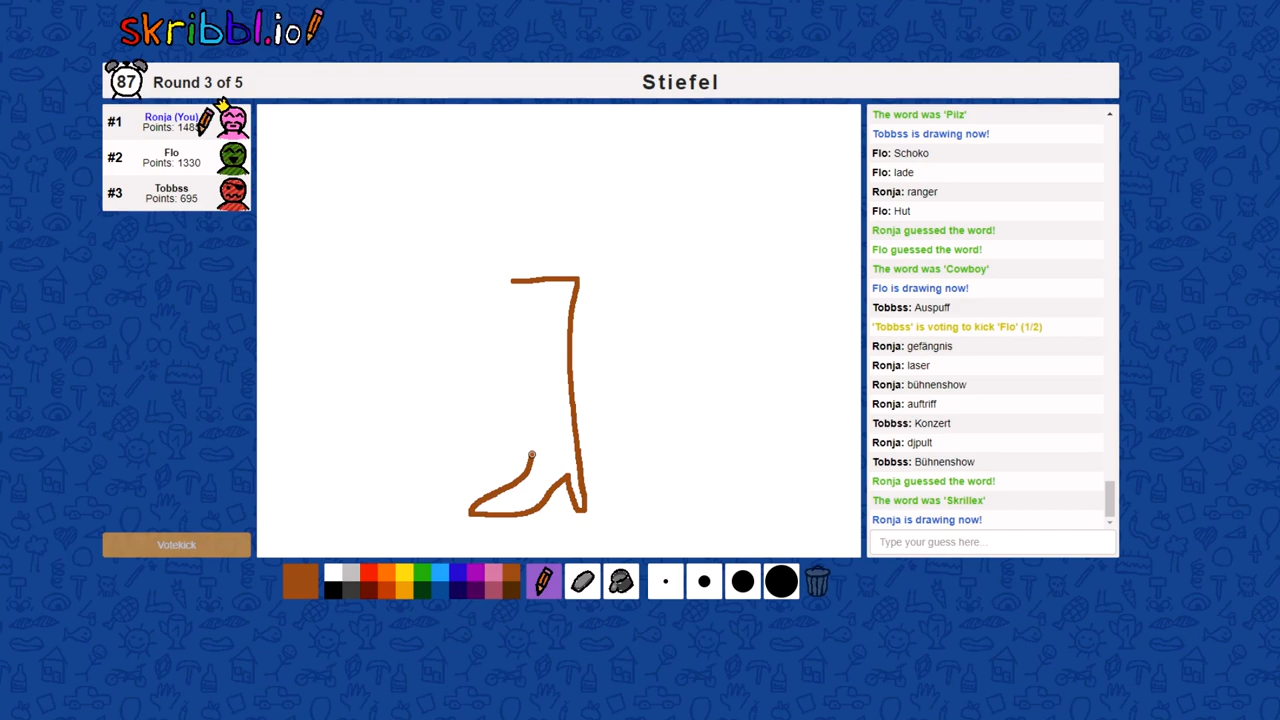 skribbl.io
87 Round 3 of 5
Stiefel
#1 Ronja (You)
Points: 1485
#2 Flo
Points: 1330
#3 Tobbss
Points: 695
Votekick
The word was 'Pilz'
Tobbss is drawing now!
Flo: Schoko
Flo: lade
Ronja: ranger
Flo: Hut
Ronja guessed the word!
Flo guessed the word!
The word was 'Cowboy'
Flo is drawing now!
Tobbss: Auspuff
'Tobbss' is voting to kick 'Flo' (1/2)
Ronja: gefängnis
Ronja: laser
Ronja: bühnenshow
Ronja: auftriff
Tobbss: Konzert
Ronja: djpult
Tobbss: Bühnenshow
Ronja guessed the word!
The word was 'Skrillex'
Ronja is drawing now!
Type your guess here...